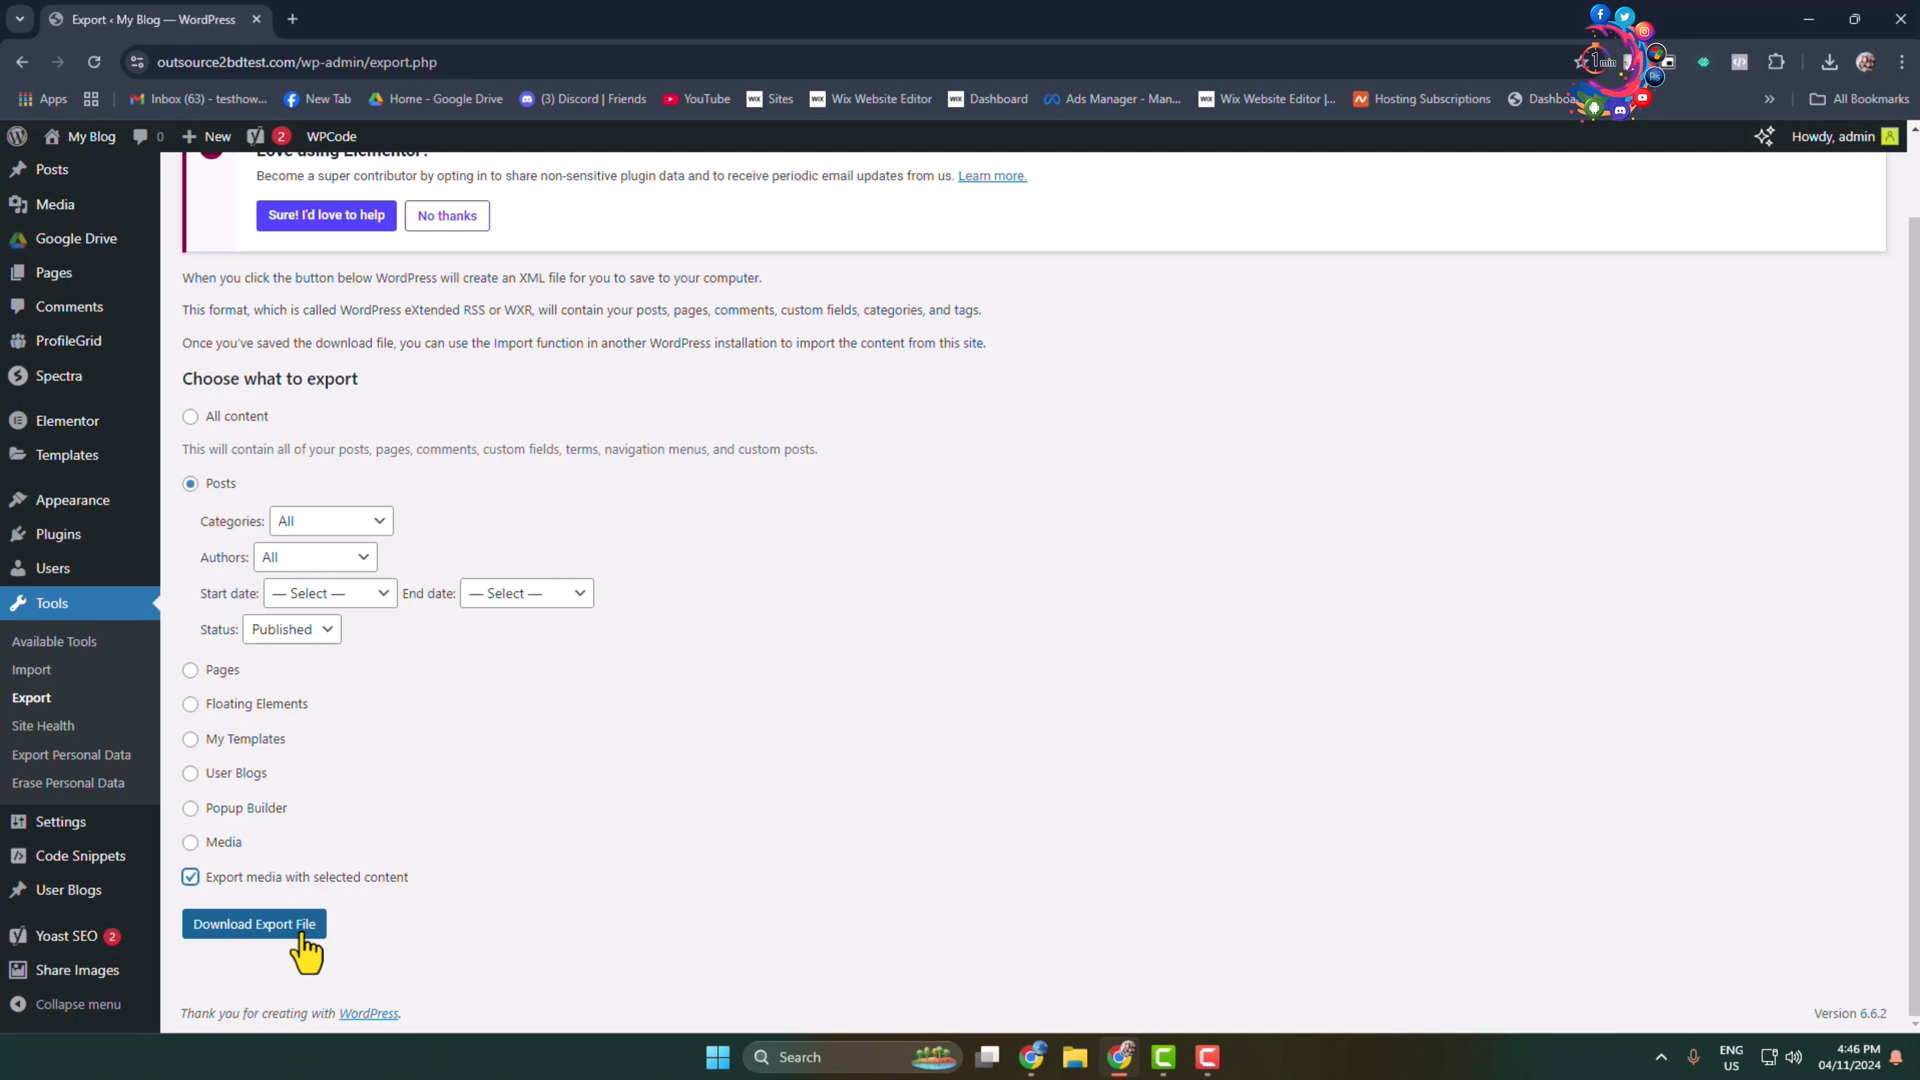 Export ‹ My Blog — WordPress
outsource2bdtest.com/wp-admin/export.php
1 min
Apps
Inbox (63) - testhow...
New Tab
Home - Google Drive
(3) Discord | Friends
YouTube
Sites
Wix Website Editor
Dashboard
Ads Manager - Man...
Wix Website Editor |...
Hosting Subscriptions
All Bookmarks
My Blog
0
New
2
WPCode
Howdy, admin
Posts
Media
Google Drive
Pages
Comments
ProfileGrid
Spectra
Elementor
Templates
Appearance
Plugins
Users
Tools
Available Tools
Import
Export
Site Health
Export Personal Data
Erase Personal Data
Settings
Code Snippets
User Blogs
Yoast SEO 2
Share Images
Collapse menu
Love using Elementor?
Become a super contributor by opting in to share non-sensitive plugin data and to receive periodic email updates from us. Learn more.
Sure! I'd love to help
No thanks
When you click the button below WordPress will create an XML file for you to save to your computer.
This format, which is called WordPress eXtended RSS or WXR, will contain your posts, pages, comments, custom fields, categories, and tags.
Once you've saved the download file, you can use the Import function in another WordPress installation to import the content from this site.
Choose what to export
All content
This will contain all of your posts, pages, comments, custom fields, terms, navigation menus, and custom posts.
Posts
Categories: All
Authors: All
Start date: — Select — End date: — Select —
Status: Published
Pages
Floating Elements
My Templates
User Blogs
Popup Builder
Media
Export media with selected content
Download Export File
Thank you for creating with WordPress.
Version 6.6.2
Search
ENG
US
4:46 PM
04/11/2024